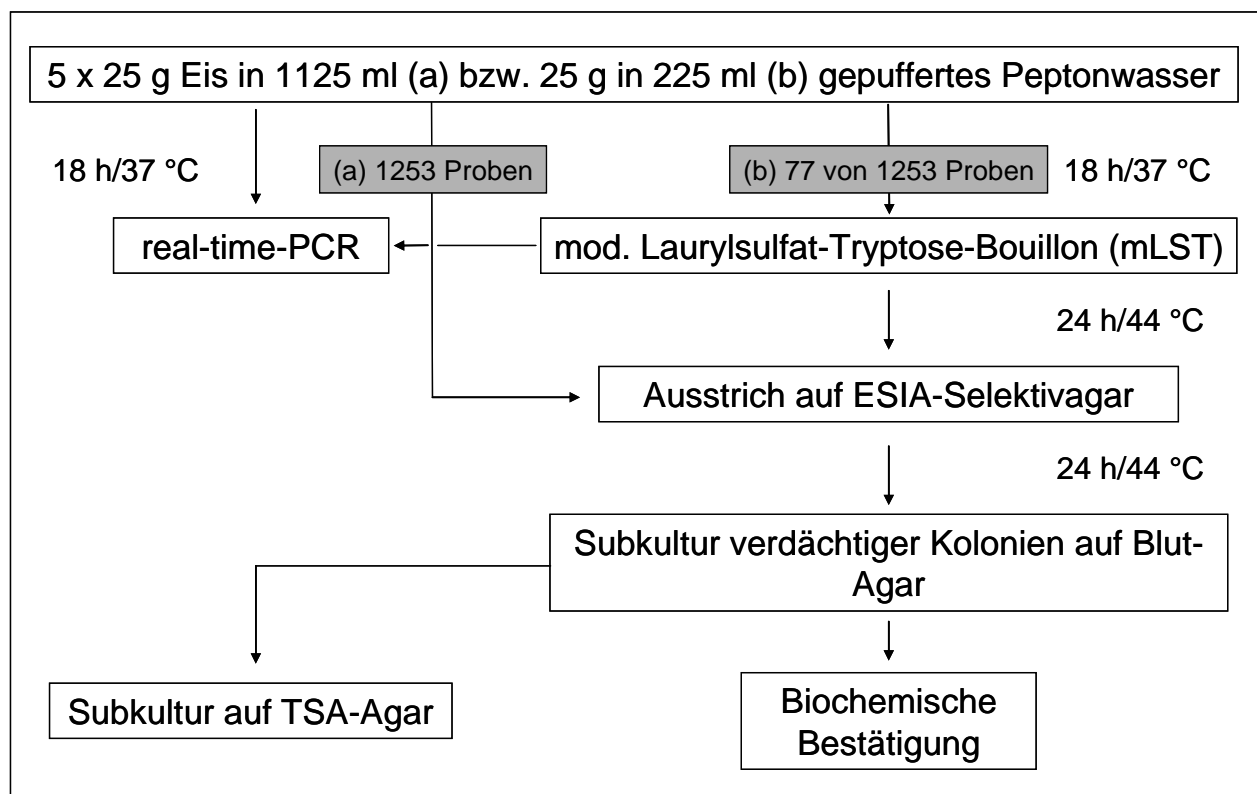 5 x 25 g Eis in 1125 ml (a) bzw. 25 g in 225 ml (b) gepuffertes Peptonwasser
18 h/37 °C
(a) 1253 Proben
(b) 77 von 1253 Proben
18 h/37 °C
real-time-PCR
mod. Laurylsulfat-Tryptose-Bouillon (mLST)
24 h/44 °C
Ausstrich auf ESIA-Selektivagar
24 h/44 °C
Subkultur verdächtiger Kolonien auf Blut-
Agar
Subkultur auf TSA-Agar
Biochemische
Bestätigung